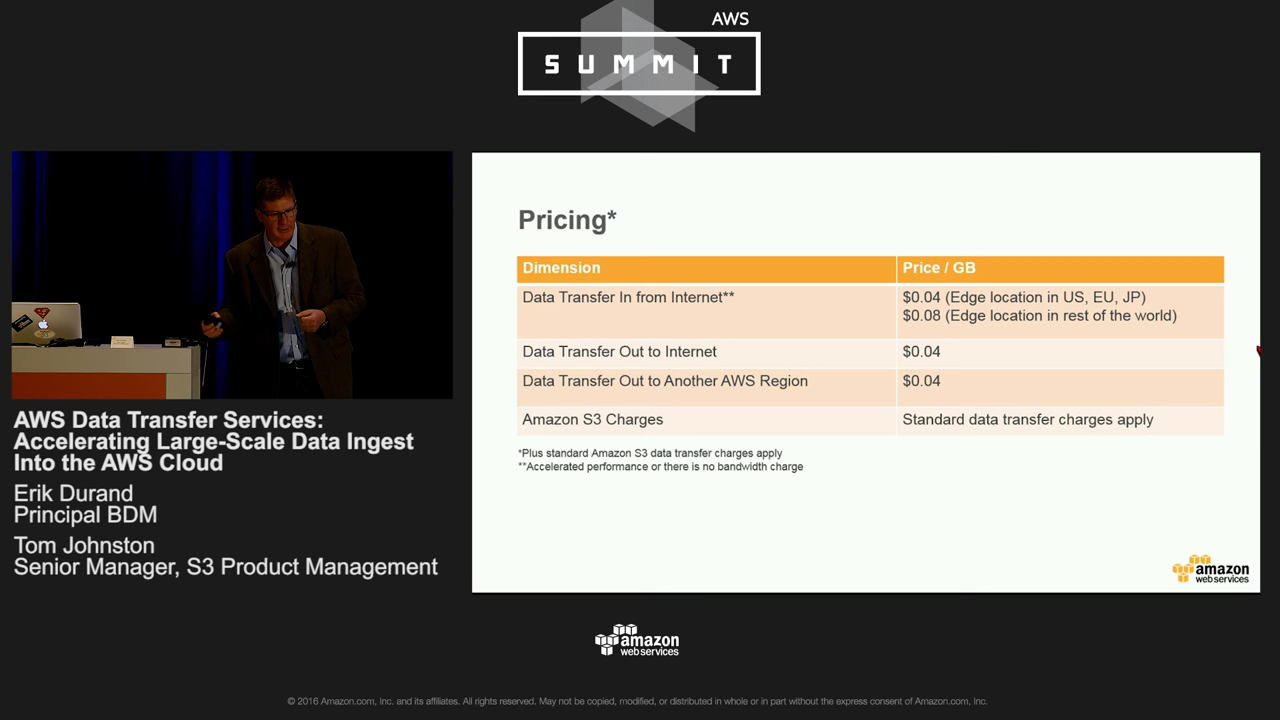 AWS
SUMMIT
Pricing*
Dimension
Price / GB
Data Transfer In from Internet**
$0.04 (Edge location in US, EU, JP)
$0.08 (Edge location in rest of the world)
Data Transfer Out to Internet
$0.04
Data Transfer Out to Another AWS Region
$0.04
Amazon S3 Charges
Standard data transfer charges apply
*Plus standard Amazon S3 data transfer charges apply
**Accelerated performance or there is no bandwidth charge
amazon
web services
AWS Data Transfer Services:
Accelerating Large-Scale Data Ingest
Into the AWS Cloud
Erik Durand
Principal BDM
Tom Johnston
Senior Manager, S3 Product Management
amazon
web services
© 2016 Amazon.com, Inc. and its affiliates. All rights reserved. May not be copied, modified, or distributed in whole or in part without the express consent of Amazon.com, Inc.